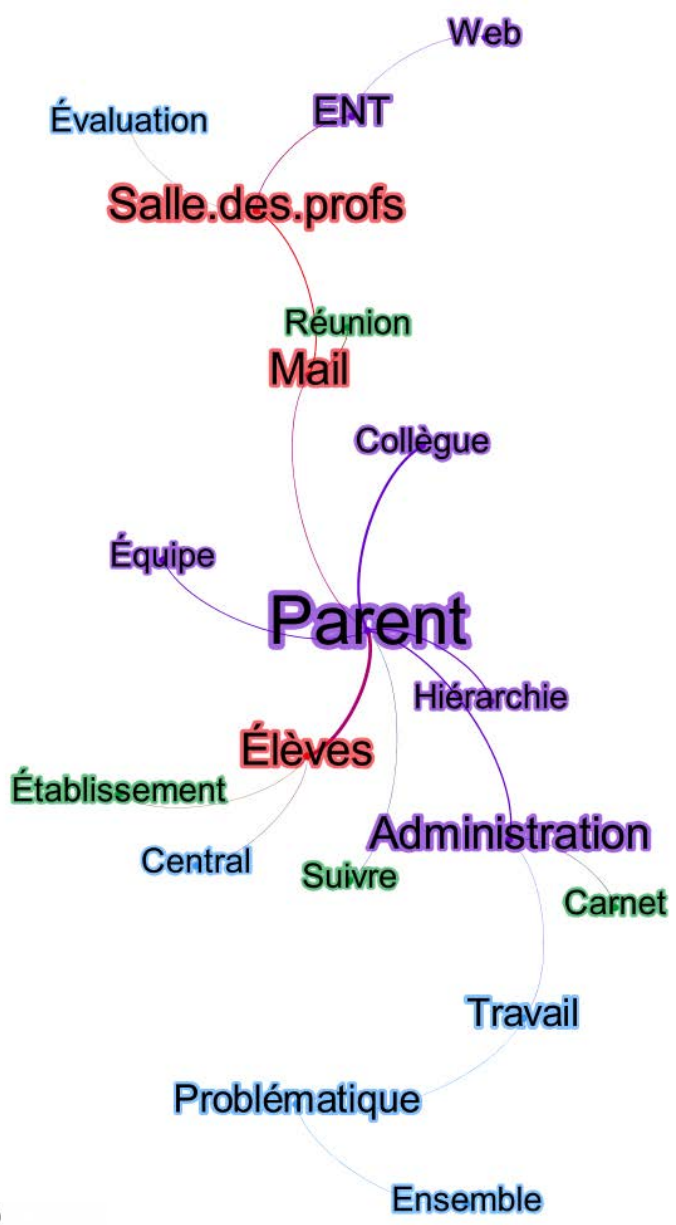 Web
ENT
Évaluation
Salle.des.profs
Réunion
Mail
Collègue
Équipe
Parent
Hiérarchie
Élèves
Établissement
Administration
Central
Suivre
Carnet
Travail
Problématique
Ensemble